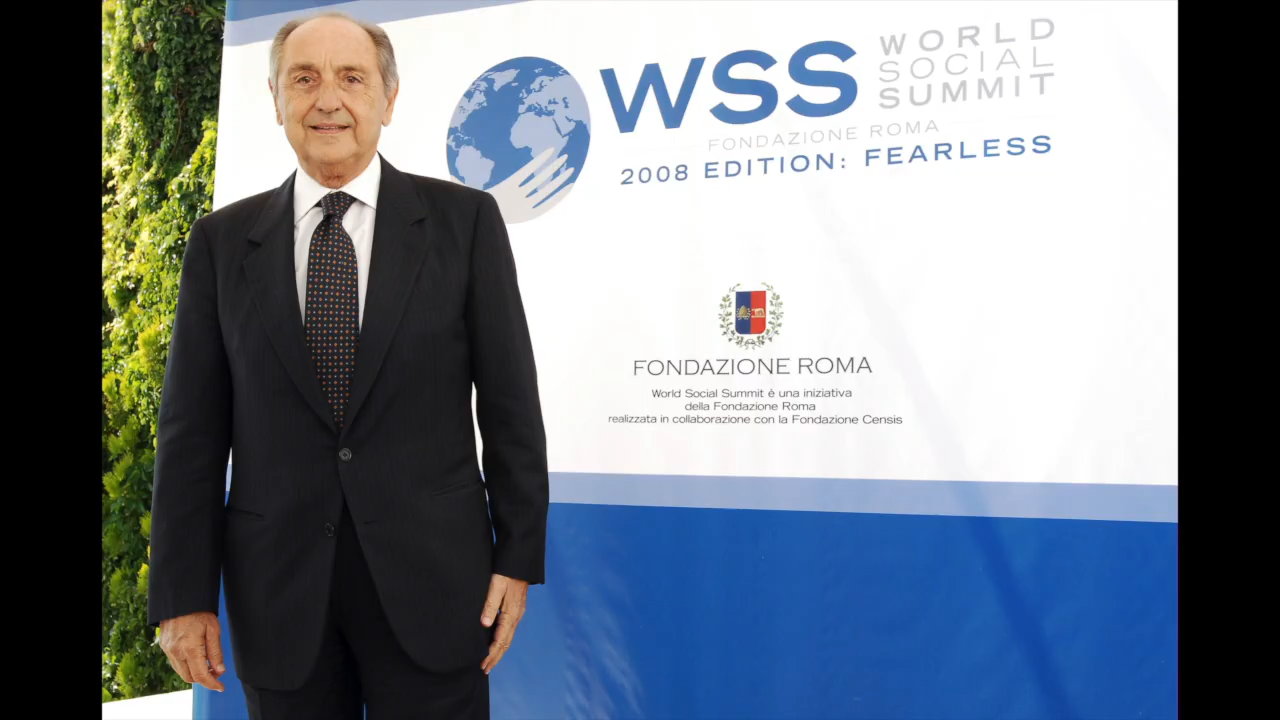 WSS
WORLD
SOCIAL
SUMMIT
FONDAZIONE ROMA
2008 EDITION: FEARLESS
FONDAZIONE ROMA
World Social Summit è una iniziativa
della Fondazione Roma
realizzata in collaborazione con la Fondazione Censis